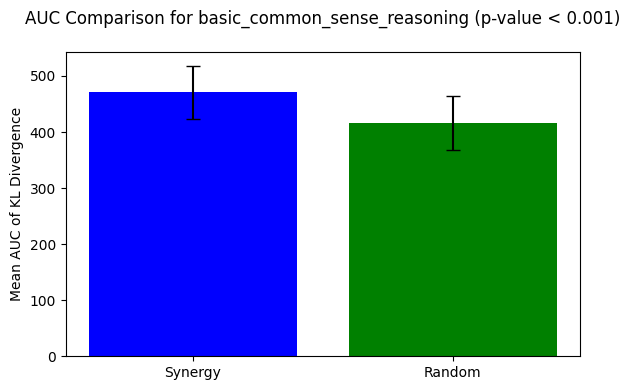 AUC Comparison for basic_common_sense_reasoning (p-value < 0.001)
Mean AUC of KL Divergence
500
400
300
200
100
0
Synergy
Random